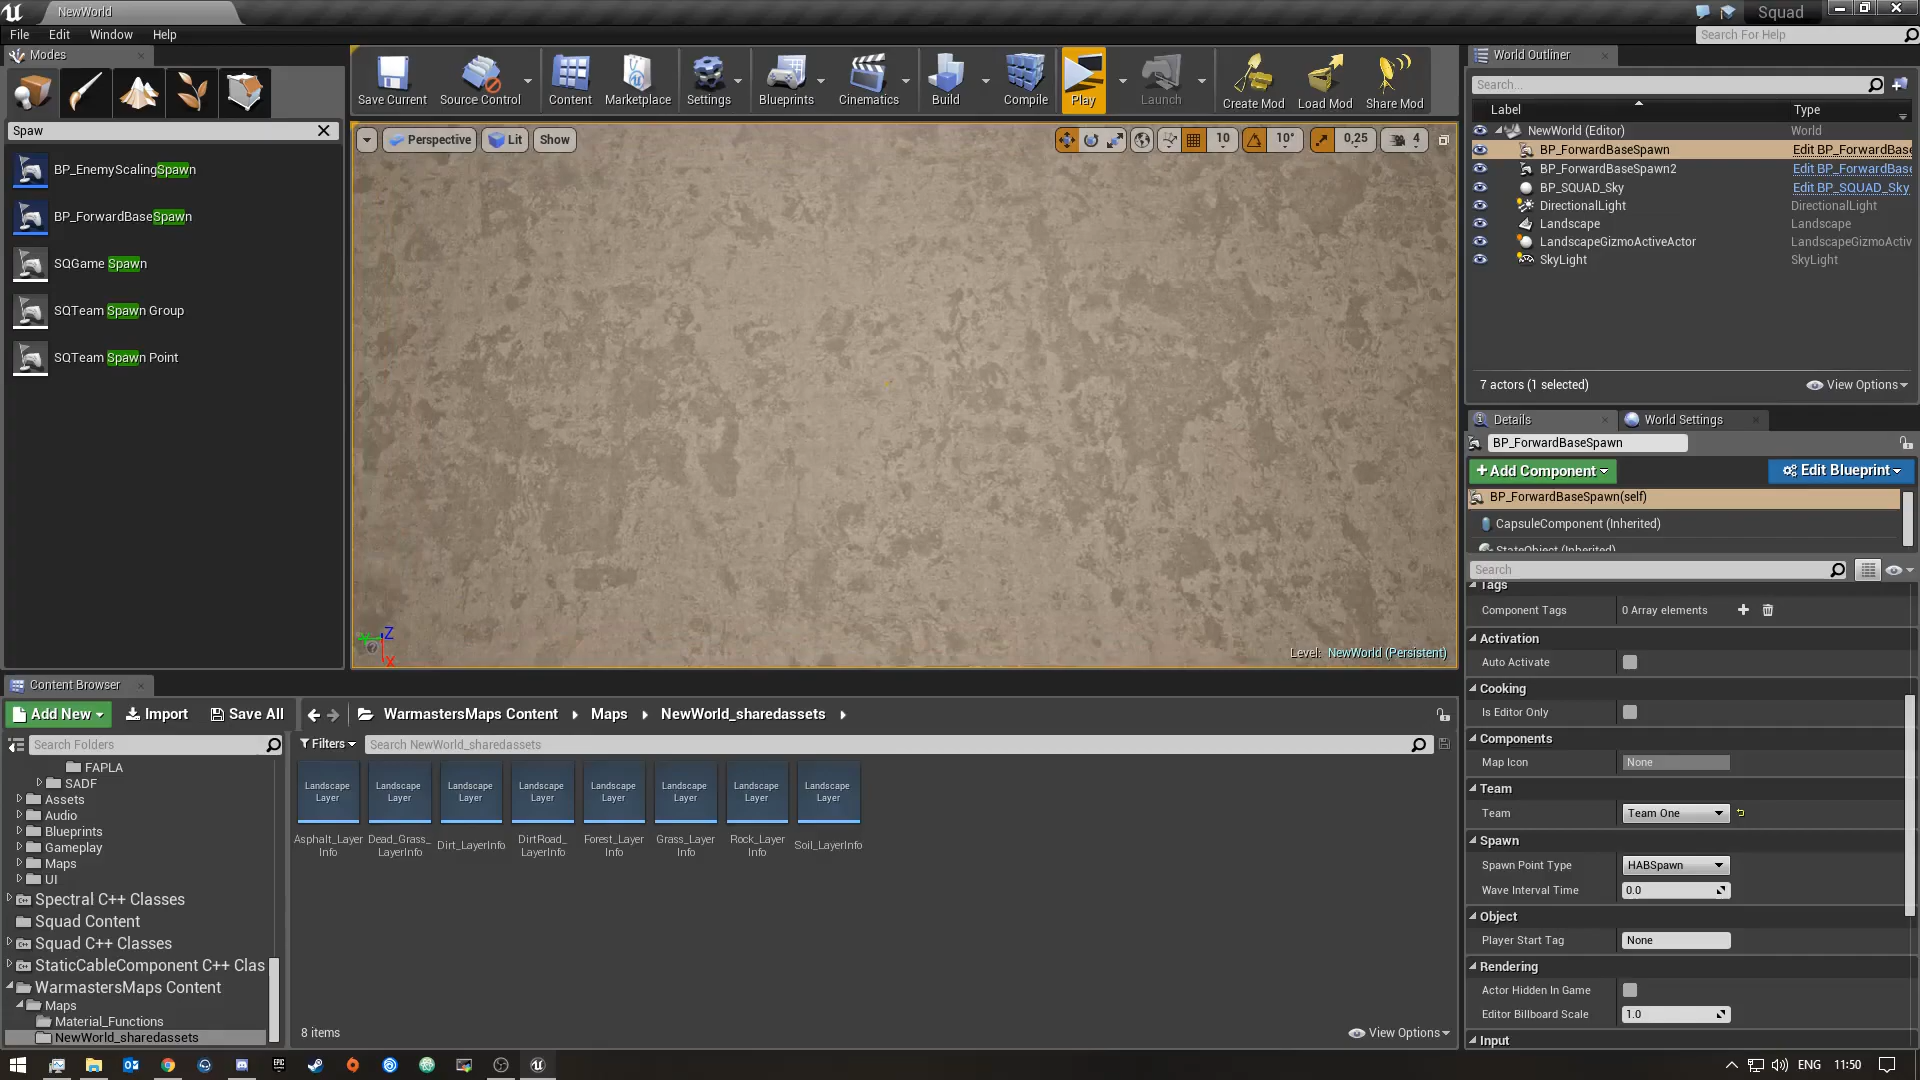 NewWorld
Squad
File Edit Window Help
Search For Help
Modes
Spaw
BP_EnemyScalingSpawn
BP_ForwardBaseSpawn
SQGame Spawn
SQTeam Spawn Group
SQTeam Spawn Point
Save Current Source Control Content Marketplace Settings Blueprints Cinematics Build Compile Play Launch Create Mod Load Mod Share Mod
Perspective Lit Show 10 10° 0,25 4
Level: NewWorld (Persistent)
Z
X
World Outliner
Search...
Label Type
NewWorld (Editor) World
BP_ForwardBaseSpawn Edit BP_ForwardBase
BP_ForwardBaseSpawn2 Edit BP_ForwardBase
BP_SQUAD_Sky Edit BP_SQUAD_Sky
DirectionalLight DirectionalLight
Landscape Landscape
LandscapeGizmoActiveActor LandscapeGizmoActiv
SkyLight SkyLight
7 actors (1 selected) View Options
Details World Settings
BP_ForwardBaseSpawn
+Add Component Edit Blueprint
BP_ForwardBaseSpawn(self)
CapsuleComponent (Inherited)
StateObject (Inherited)
Search
Tags
Component Tags 0 Array elements
Activation
Auto Activate
Cooking
Is Editor Only
Components
Map Icon None
Team
Team Team One
Spawn
Spawn Point Type HABSpawn
Wave Interval Time 0.0
Object
Player Start Tag None
Rendering
Actor Hidden In Game
Editor Billboard Scale 1.0
Input
Content Browser
Add New Import Save All
WarmastersMaps Content Maps NewWorld_sharedassets
Search Folders
Filters Search NewWorld_sharedassets
FAPLA
SADF
Assets
Audio
Blueprints
Gameplay
Maps
UI
Spectral C++ Classes
Squad Content
Squad C++ Classes
StaticCableComponent C++ Clas
WarmastersMaps Content
Maps
Material_Functions
NewWorld_sharedassets
Landscape Layer
Asphalt_Layer
Info
Landscape Layer
Dead_Grass_
LayerInfo
Landscape Layer
Dirt_LayerInfo
Landscape Layer
DirtRoad_
LayerInfo
Landscape Layer
Forest_Layer
Info
Landscape Layer
Grass_Layer
Info
Landscape Layer
Rock_Layer
Info
Landscape Layer
Soil_LayerInfo
8 items View Options
EPIC
ENG 11:50